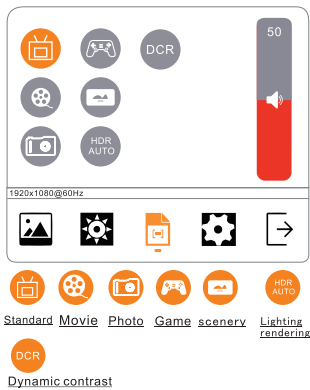 50
DCR
HDR
AUTO
1920x1080@60Hz
HDR
AUTO
Standard Movie Photo Game scenery Lighting
rendering
DCR
Dynamic contrast